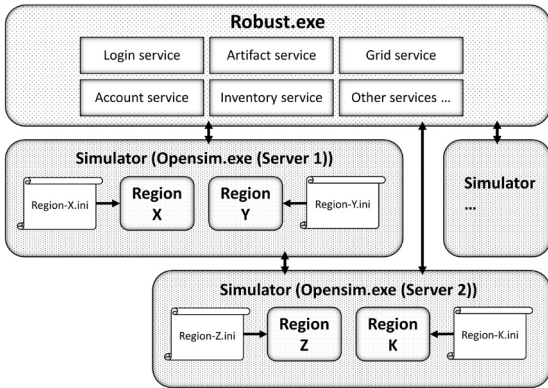 Robust.exe
Login service
Artifact service
Grid service
Account service
Inventory service
Other services ...
Simulator (Opensim.exe (Server 1))
Region-X.ini
Region
X
Region
Y
Region-Y.ini
Simulator
...
Simulator (Opensim.exe (Server 2))
Region-Z.ini
Region
Z
Region
K
Region-K.ini